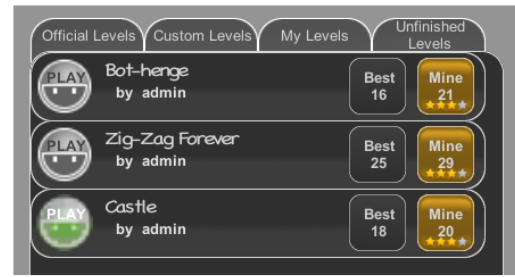 Official Levels
Custom Levels
My Levels
Unfinished
Levels
PLAY
Bot-henge
by admin
Best
16
Mine
21
PLAY
Zig-Zag Forever
by admin
Best
25
Mine
29
PLAY
Castle
by admin
Best
18
Mine
20